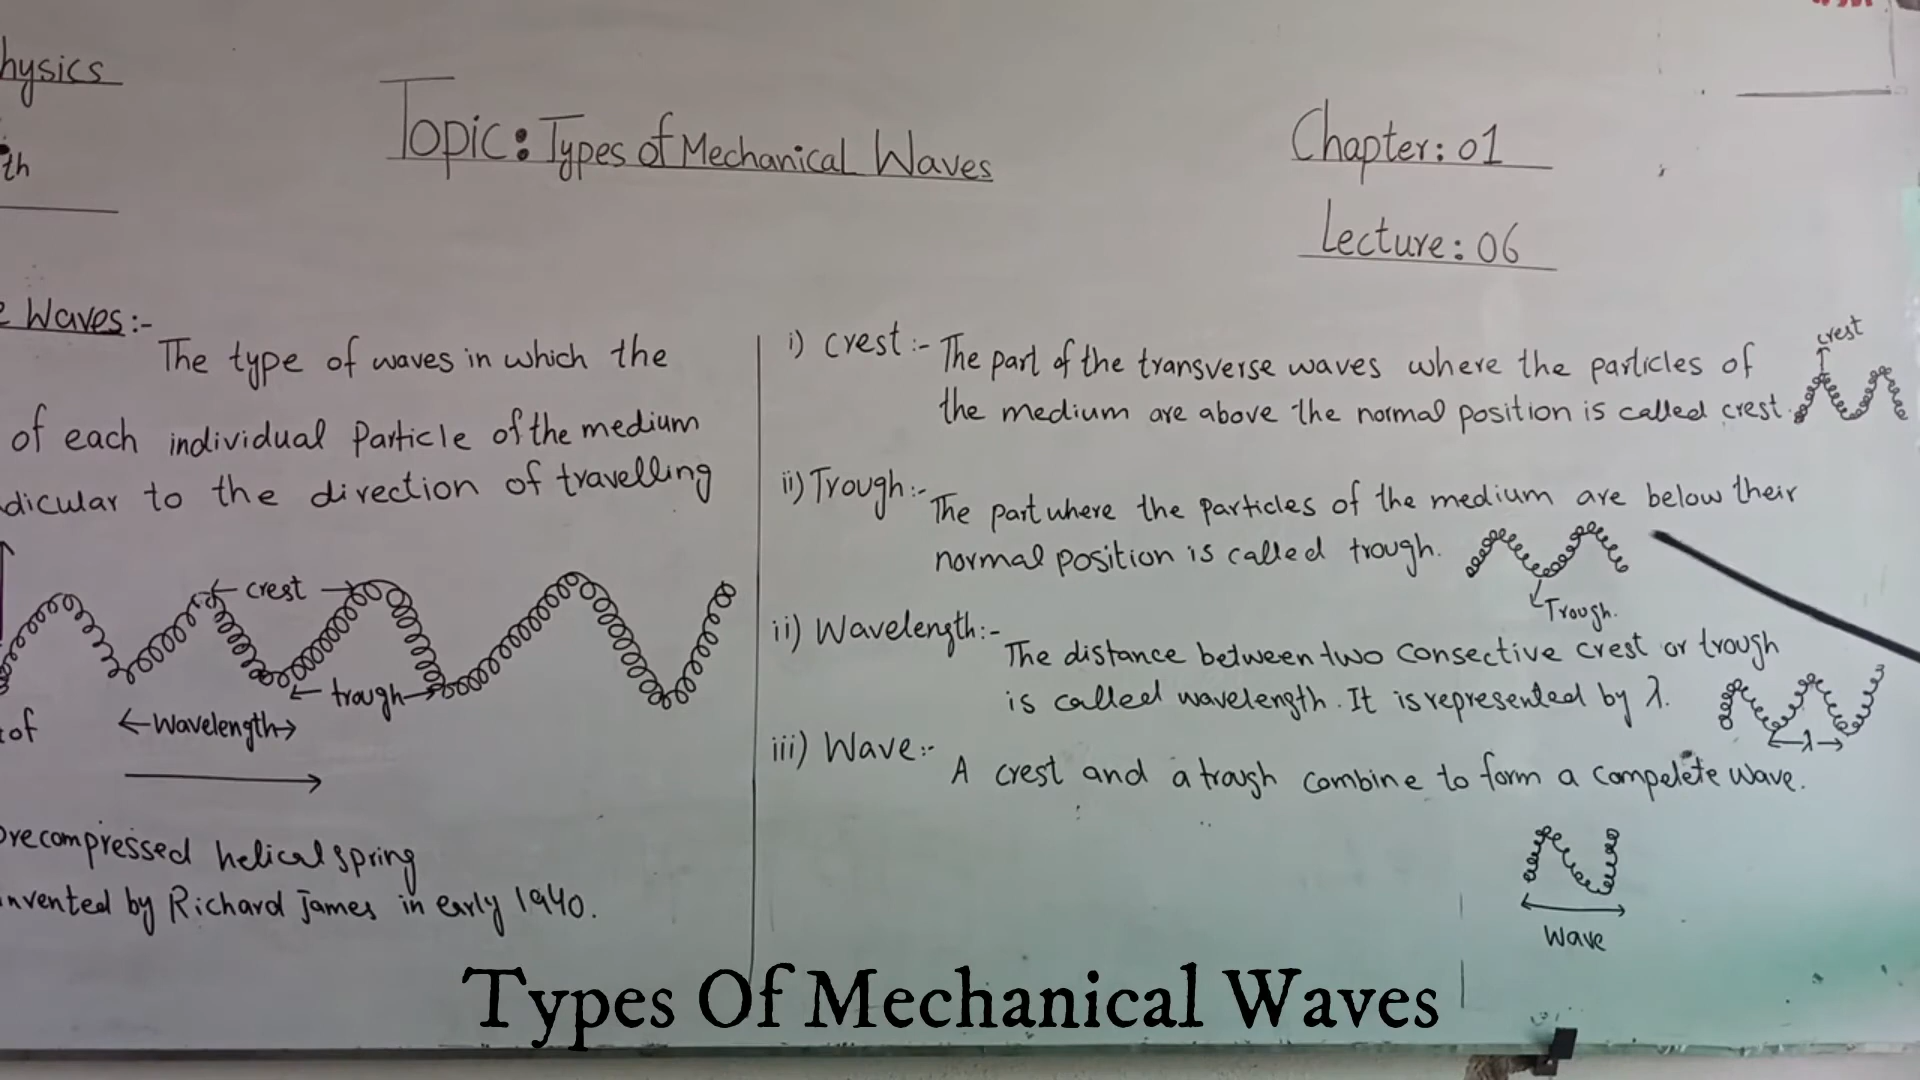 hysics
th
Topic: Types of Mechanical Waves
Chapter: 01
Lecture: 06
Waves:-
The type of waves in which the
of each individual Particle of the medium
dicular to the direction of travelling
crest
trough
of
Wavelength
recompressed helical spring
nvented by Richard james in early 1940.
i) Crest:- The part of the transverse waves where the particles of
the medium are above the normal position is called crest.
crest
ii) Trough:- The part where the particles of the medium are below their
normal position is called trough.
Trough.
ii) Wavelength:- The distance between two consective crest or trough
is called wavelength. It is represented by λ.
λ
iii) Wave:- A crest and a trough combine to form a compelete wave.
Wave
Types Of Mechanical Waves